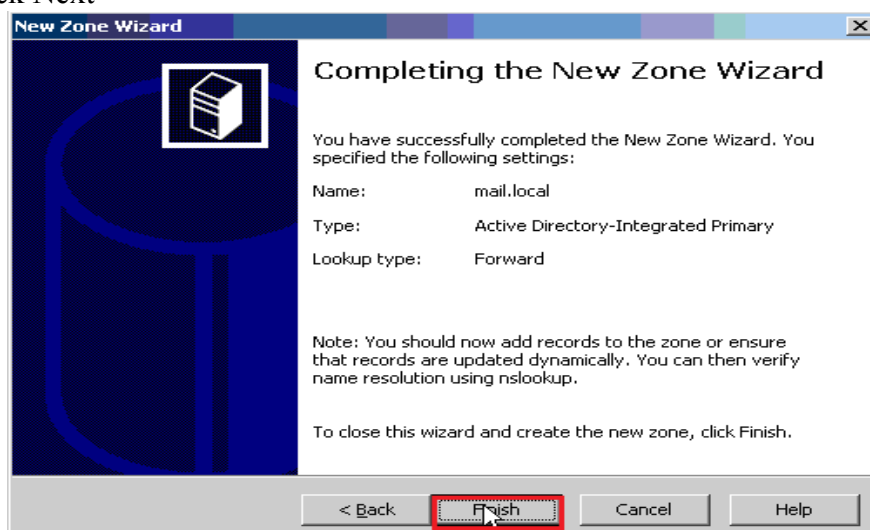 Next
New Zone Wizard
Completing the New Zone Wizard
You have successfully completed the New Zone Wizard. You
specified the following settings:
Name: mail.local
Type: Active Directory-Integrated Primary
Lookup type: Forward
Note: You should now add records to the zone or ensure
that records are updated dynamically. You can then verify
name resolution using nslookup.
To close this wizard and create the new zone, click Finish.
< Back Finish Cancel Help